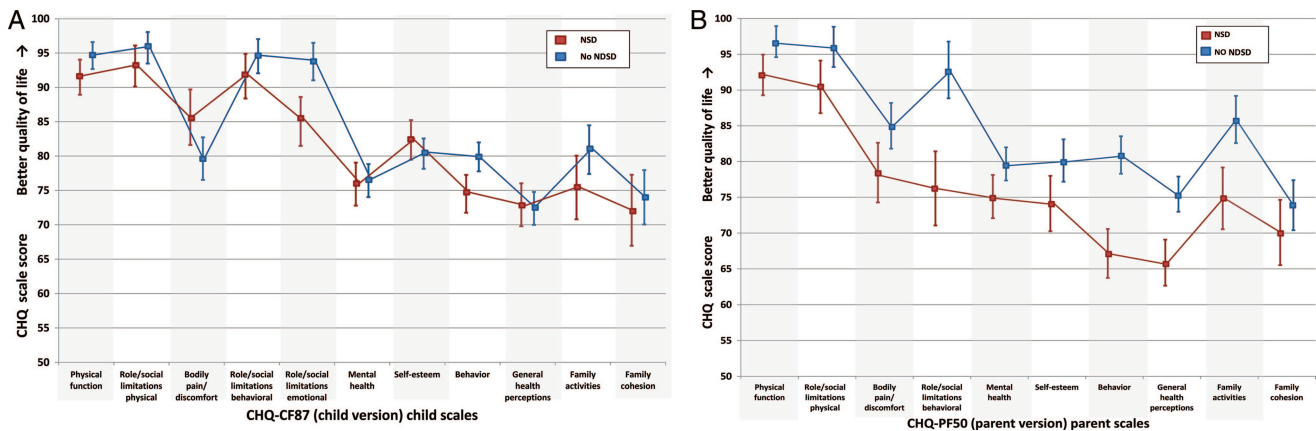 A
NSD
No NDSD
Better quality of life →
CHQ scale score
100
95
90
85
80
75
70
65
60
55
50
Physical
function
Role/social
limitations
physical
Bodily
pain/
discomfort
Role/social
limitations
behavioral
Role/social
limitations
emotional
Mental
health
Self-esteem
Behavior
General
health
perceptions
Family
activities
Family
cohesion
CHQ-CF87 (child version) child scales
B
NSD
NO NDSD
Better quality of life →
CHQ scale score
100
95
90
85
80
75
70
65
60
55
50
Physical
function
Role/social
limitations
physical
Bodily
pain/
discomfort
Role/social
limitations
behavioral
Mental
health
Self-esteem
Behavior
General
health
perceptions
Family
activities
Family
cohesion
CHQ-PF50 (parent version) parent scales